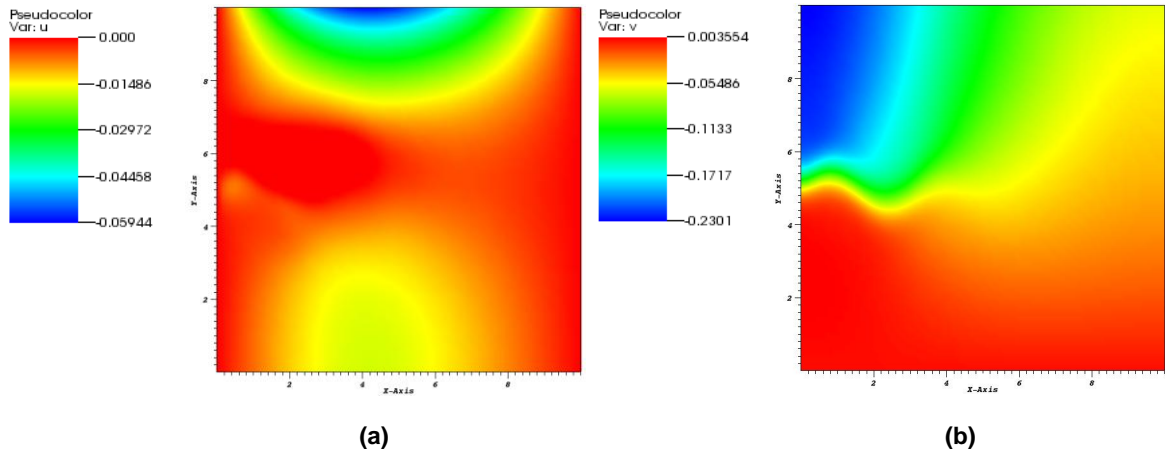 Pseudocolor
Var: u
0.000
-0.01486
-0.02972
-0.04458
-0.05944
8
6
4
2
Y-Axis
2
4
6
8
X-Axis
(a)
Pseudocolor
Var: v
0.003554
-0.05486
-0.1133
-0.1717
-0.2301
8
6
4
2
Y-Axis
2
4
6
8
X-Axis
(b)